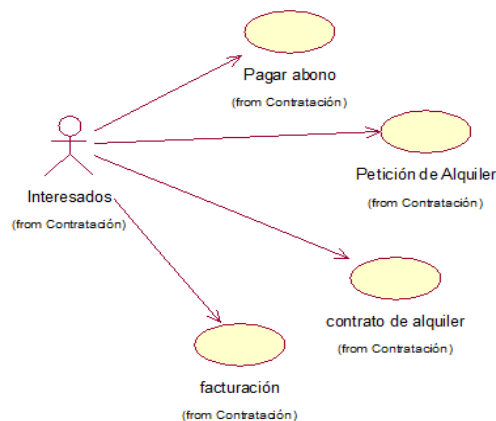 Pagar abono
(from Contratación)
Petición de Alquiler
(from Contratación)
Interesados
(from Contratación)
contrato de alquiler
(from Contratación)
facturación
(from Contratación)